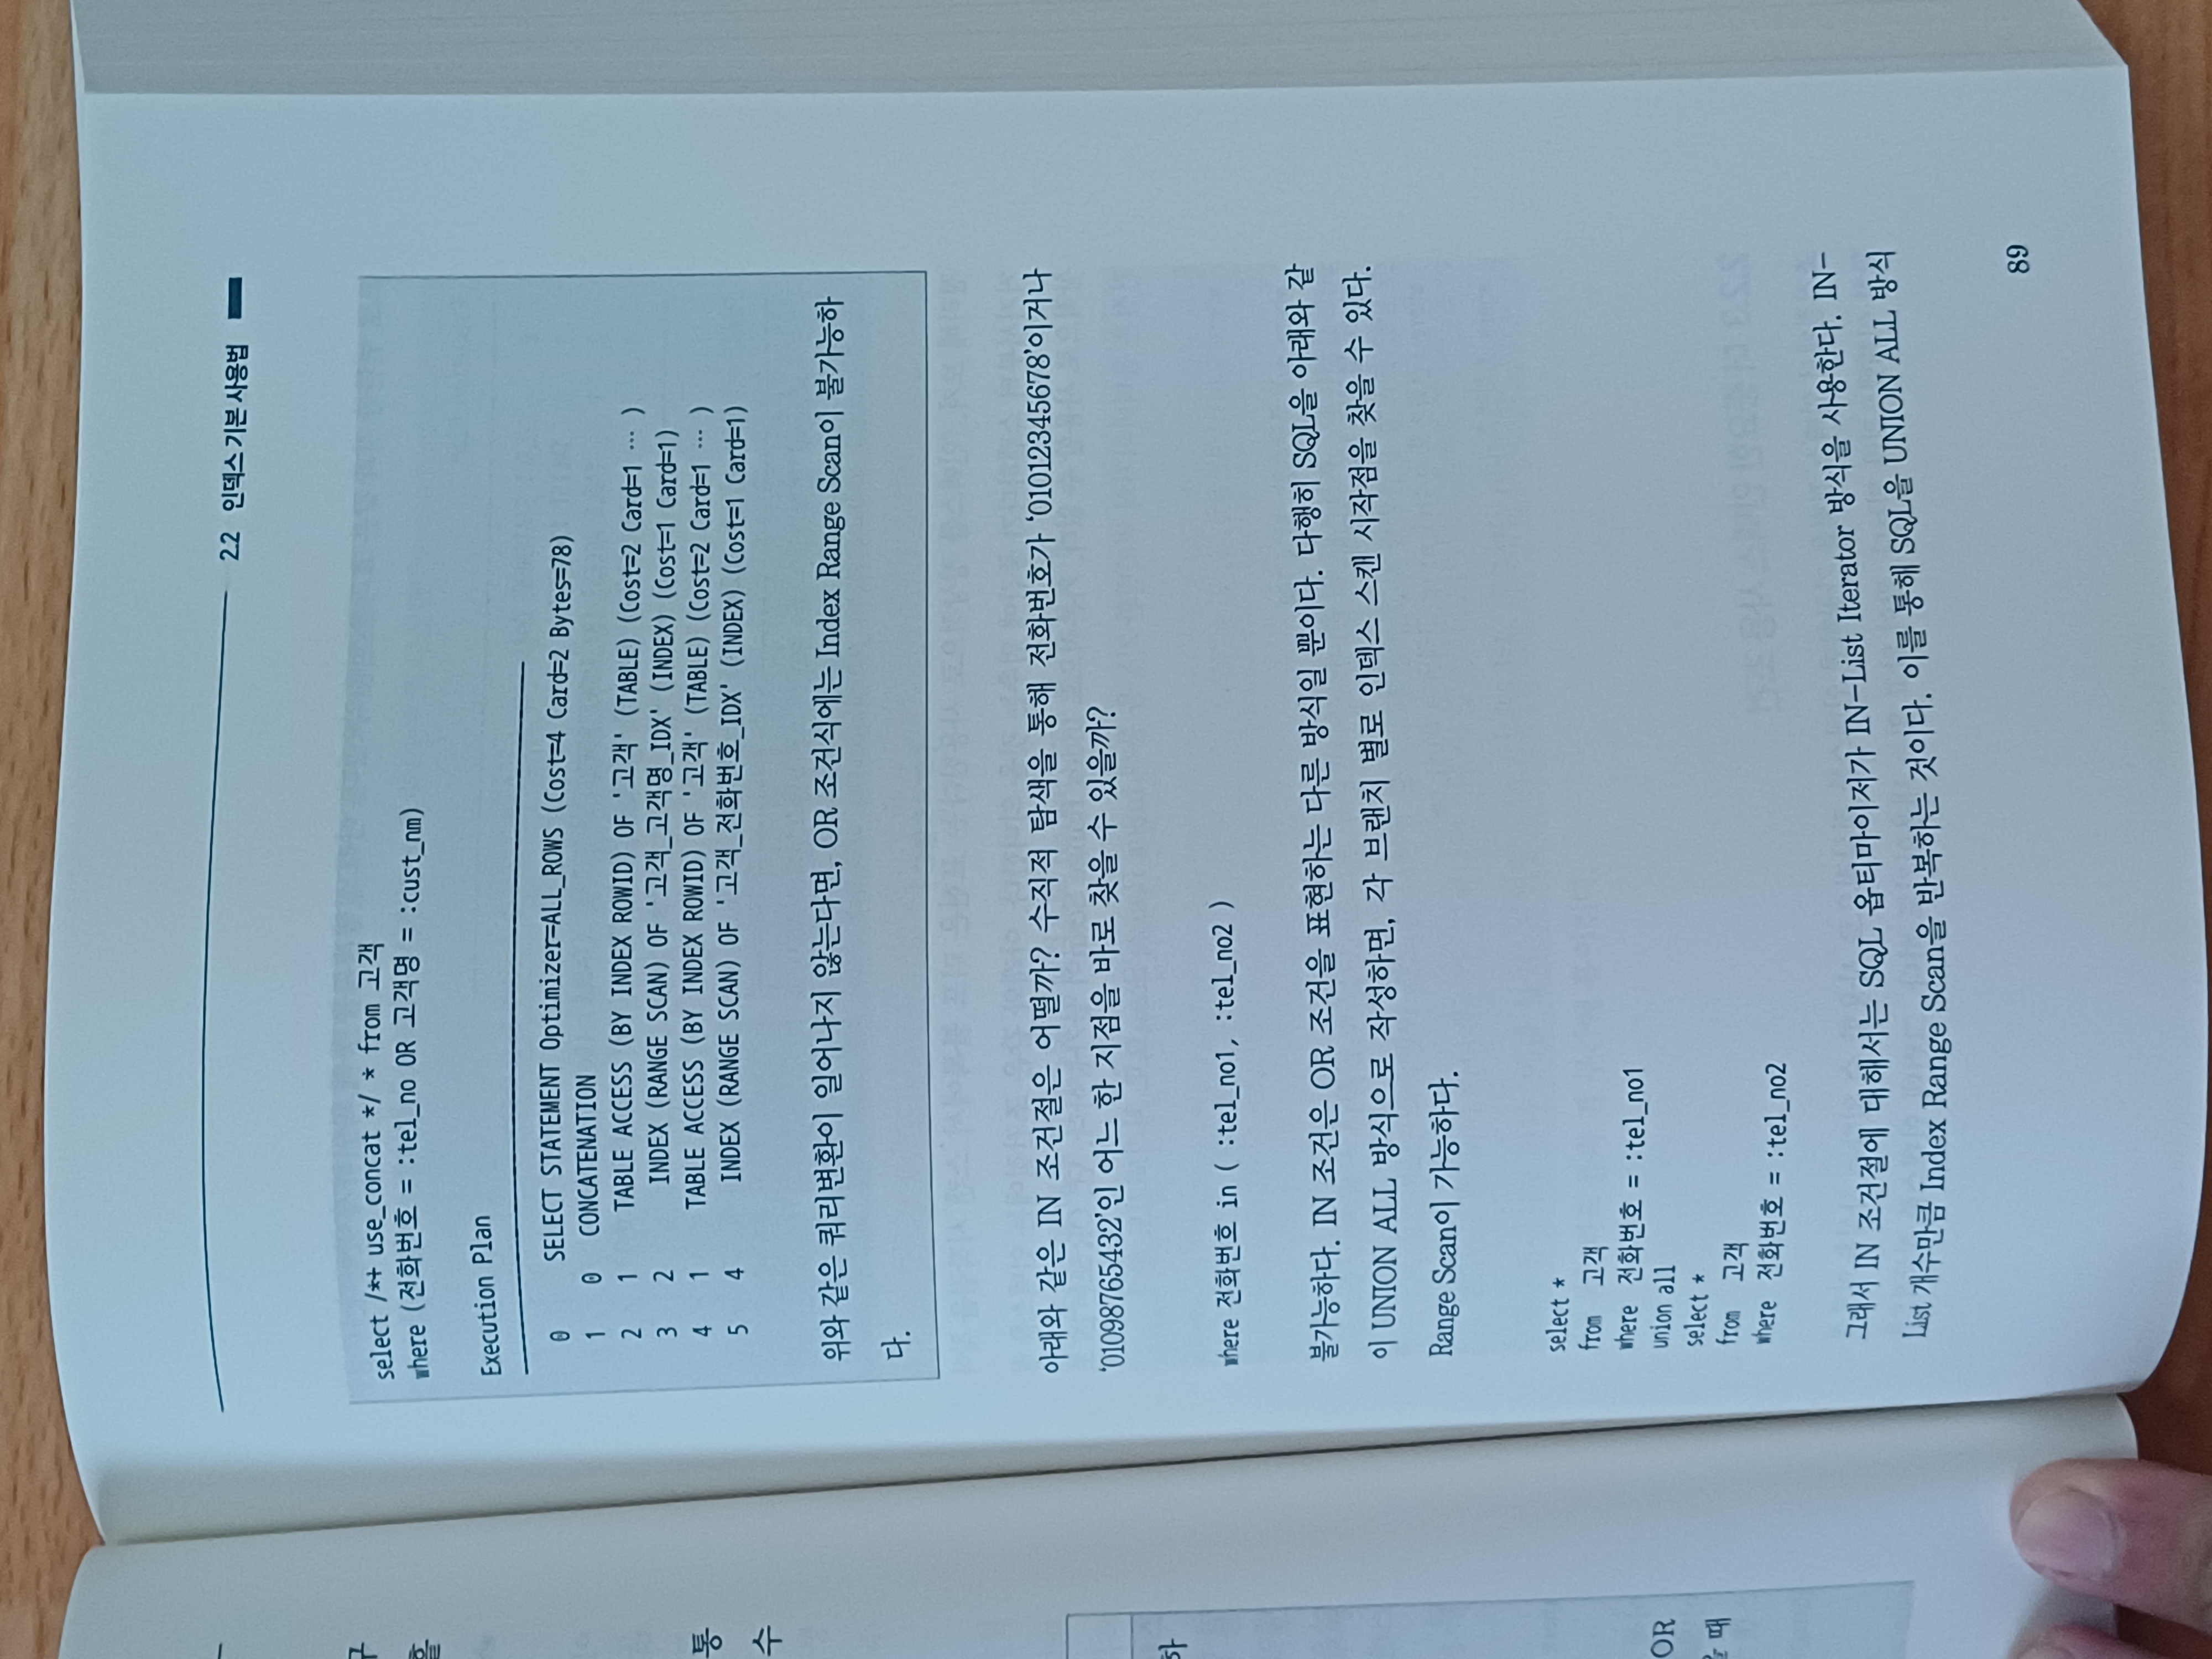 2.2 인덱스 기본 사용법
select /*+ use_concat */ * from 고객
where (전화번호 = :tel_no OR 고객명 = :cust_nm)
Execution Plan
0 SELECT STATEMENT Optimizer=ALL_ROWS (Cost=4 Card=2 Bytes=78)
1 0 CONCATENATION
2 1 TABLE ACCESS (BY INDEX ROWID) OF '고객' (TABLE) (Cost=2 Card=1 ··· )
3 2 INDEX (RANGE SCAN) OF '고객_고객명_IDX' (INDEX) (Cost=1 Card=1)
4 1 TABLE ACCESS (BY INDEX ROWID) OF '고객' (TABLE) (Cost=2 Card=1 ··· )
5 4 INDEX (RANGE SCAN) OF '고객_전화번호_IDX' (INDEX) (Cost=1 Card=1)
위와 같은 쿼리변환이 일어나지 않는다면, OR 조건식에는 Index Range Scan이 불가능하
다.
아래와 같은 IN 조건절은 어떨까? 수직적 탐색을 통해 전화번호가 ‘01012345678’이거나
‘01098765432’인 어느 한 지점을 바로 찾을 수 있을까?
where 전화번호 in ( :tel_no1, :tel_no2 )
불가능하다. IN 조건은 OR 조건을 표현하는 다른 방식일 뿐이다. 다행히 SQL을 아래와 같
이 UNION ALL 방식으로 작성하면, 각 브랜치 별로 인덱스 스캔 시작점을 찾을 수 있다.
Range Scan이 가능하다.
select *
from 고객
where 전화번호 = :tel_no1
union all
select *
from 고객
where 전화번호 = :tel_no2
그래서 IN 조건절에 대해서는 SQL 옵티마이저가 IN-List Iterator 방식을 사용한다. IN-
List 개수만큼 Index Range Scan을 반복하는 것이다. 이를 통해 SQL을 UNION ALL 방식
89